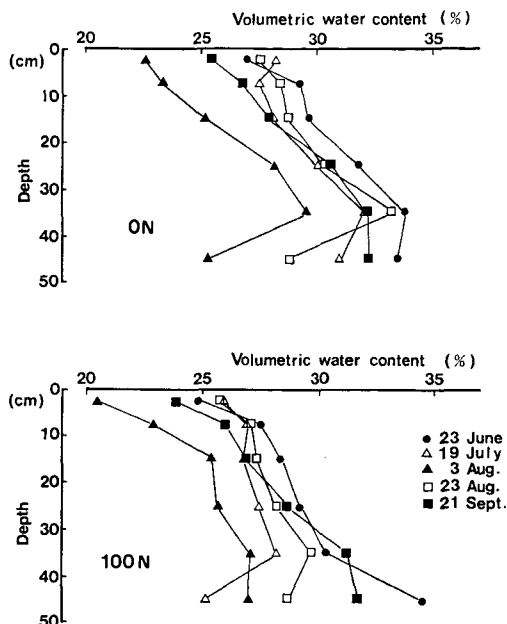 Volumetric water content (%)
20 25 30 35
(cm)
0
10
20
30
40
50
Depth
0N
Volumetric water content (%)
20 25 30 35
(cm)
0
10
20
30
40
50
Depth
100N
23 June
19 July
3 Aug.
23 Aug.
21 Sept.